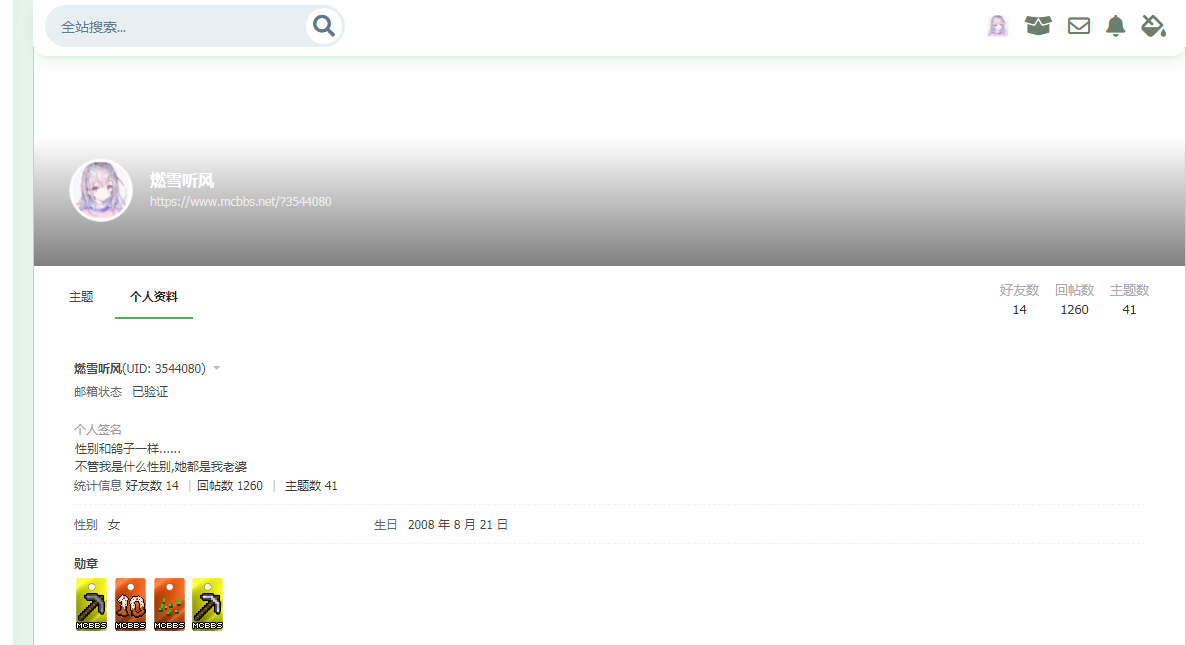 全站搜索...
燃雪听风
https://www.mcbbs.net/?3544080
主题
个人资料
好友数 回帖数 主题数
14 1260 41
燃雪听风(UID: 3544080)
邮箱状态 已验证
个人签名
性别和鸽子一样......
不管我是什么性别,她都是我老婆
统计信息 好友数 14 | 回帖数 1260 | 主题数 41
性别 女 生日 2008 年 8 月 21 日
勋章
MCBBS 10 MCBBS MCBBS MCBBS